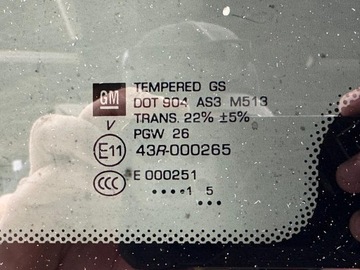 GM TEMPERED GS
DOT 904 AS3 M513
V TRANS. 22% ±5%
PGW 26
E11 43R-000265
CCC E 000251
••••1 5
•••